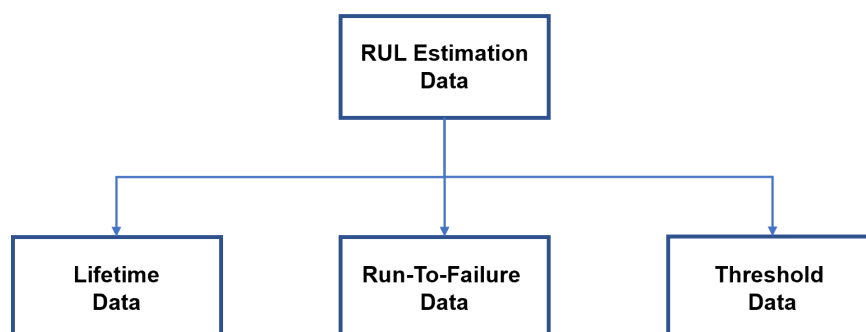 RUL Estimation
Data
Lifetime
Data
Run-To-Failure
Data
Threshold
Data